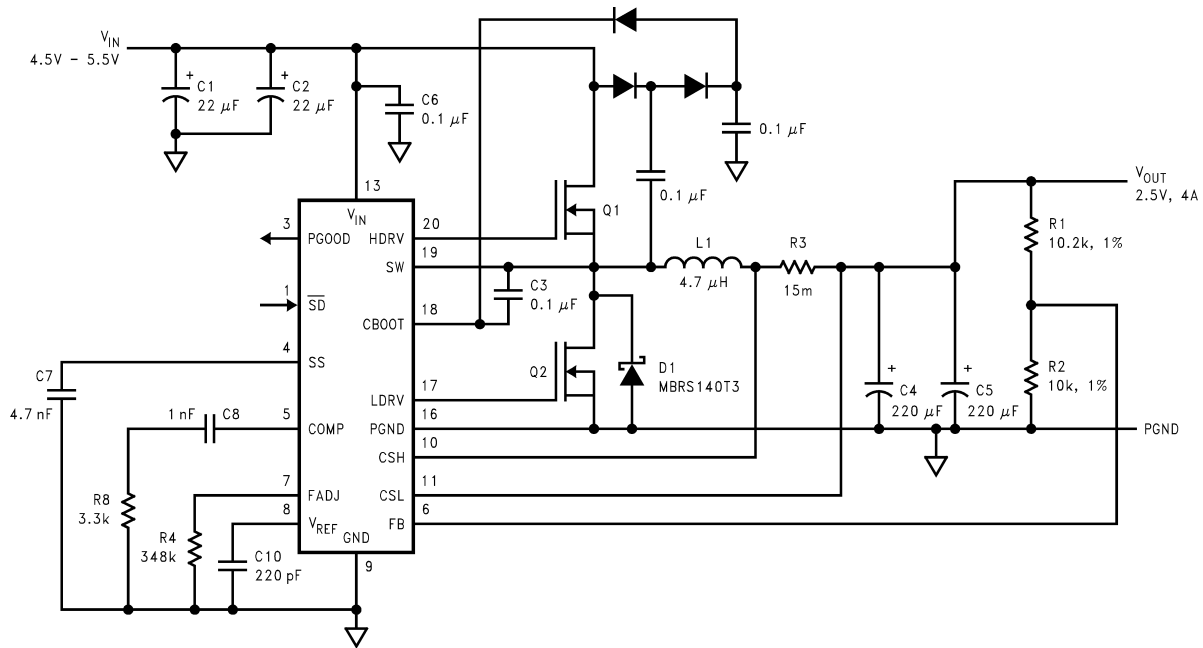 VIN
4.5V – 5.5V
+
C1
22 µF
+
C2
22 µF
C6
0.1 µF
0.1 µF
0.1 µF
13
VIN
3
PGOOD
HDRV
20
Q1
19
SW
L1
4.7 µH
R3
15m
VOUT
2.5V, 4A
R1
10.2k, 1%
1
SD
C3
0.1 µF
18
CBOOT
4
SS
C7
4.7 nF
Q2
D1
MBRS140T3
R2
10k, 1%
+
C4
220 µF
+
C5
220 µF
17
LDRV
1 nF
C8
5
COMP
16
PGND
PGND
10
CSH
7
FADJ
11
CSL
R8
3.3k
8
VREF
6
FB
R4
348k
GND
C10
220 pF
9